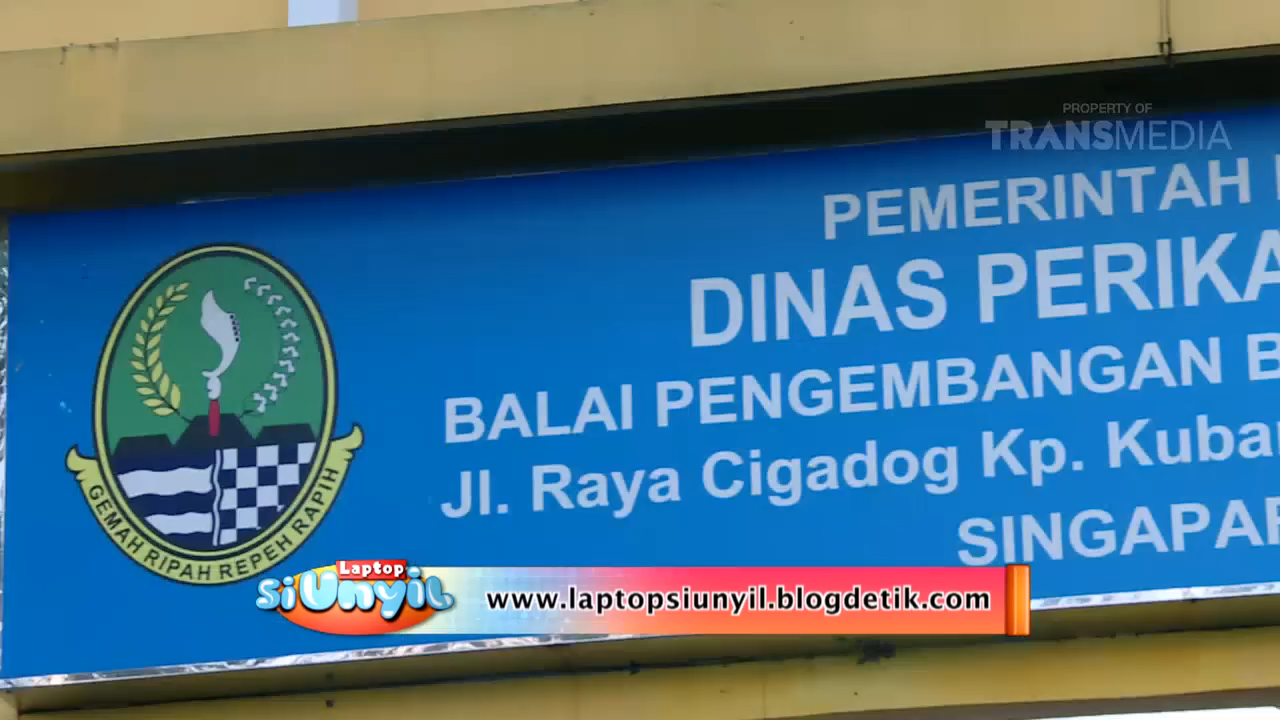 PROPERTY OF
TRANSMEDIA
PEMERINTAH
DINAS PERIKA
BALAI PENGEMBANGAN B
Jl. Raya Cigadog Kp. Kuba
SINGAPAR
GEMAH RIPAH REPEH RAPIH
Laptop
Si Unyil
www.laptopsiunyil.blogdetik.com